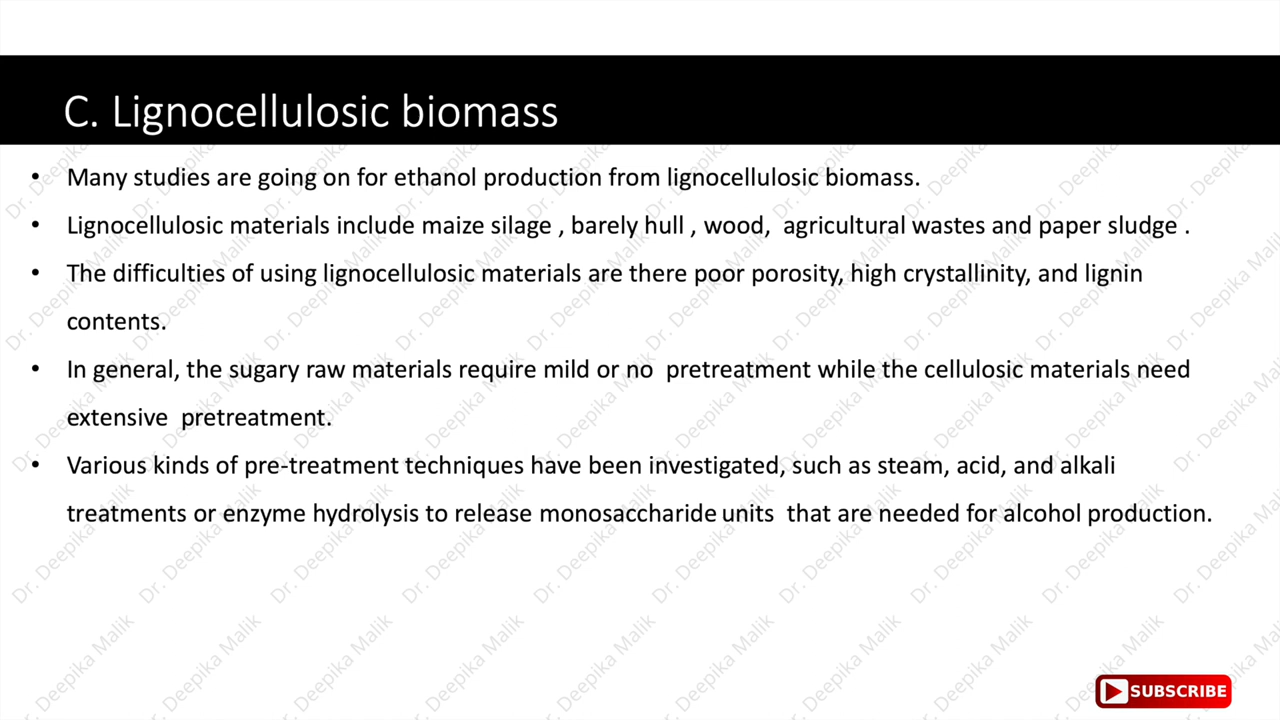 C. Lignocellulosic biomass
• Many studies are going on for ethanol production from lignocellulosic biomass.
• Lignocellulosic materials include maize silage , barely hull , wood,  agricultural wastes and paper sludge .
• The difficulties of using lignocellulosic materials are there poor porosity, high crystallinity, and lignin
contents.
• In general, the sugary raw materials require mild or no  pretreatment while the cellulosic materials need
extensive  pretreatment.
• Various kinds of pre-treatment techniques have been investigated, such as steam, acid, and alkali
treatments or enzyme hydrolysis to release monosaccharide units  that are needed for alcohol production.
Dr. Deepika Malik
SUBSCRIBE